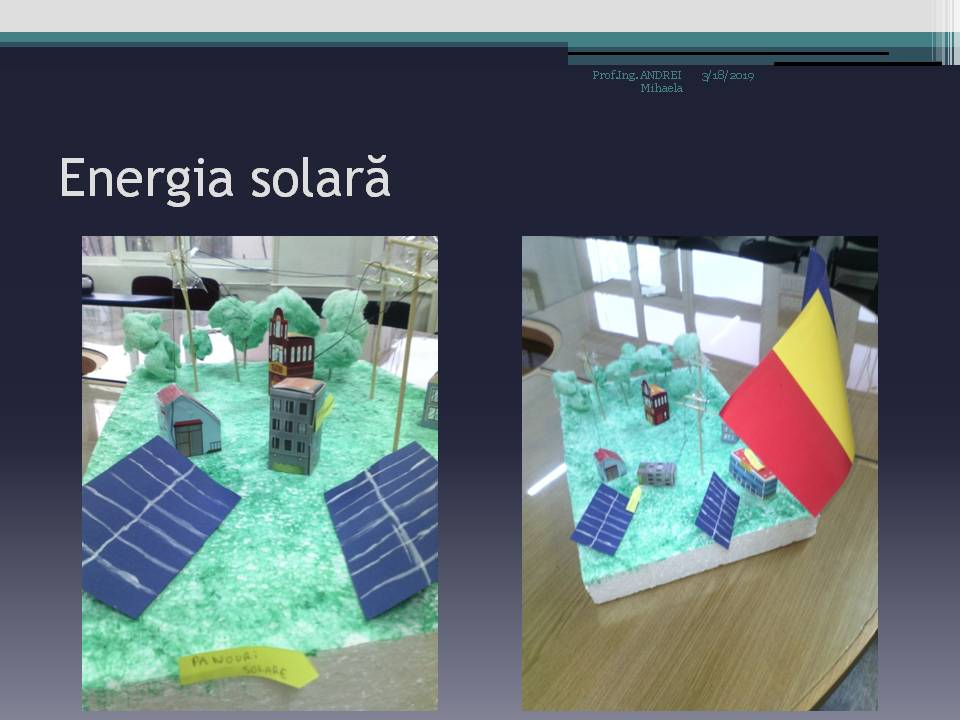 Prof.Ing. ANDREI
Mihaela
3/18/2019
Energia solară
PANOURI
SOLARE